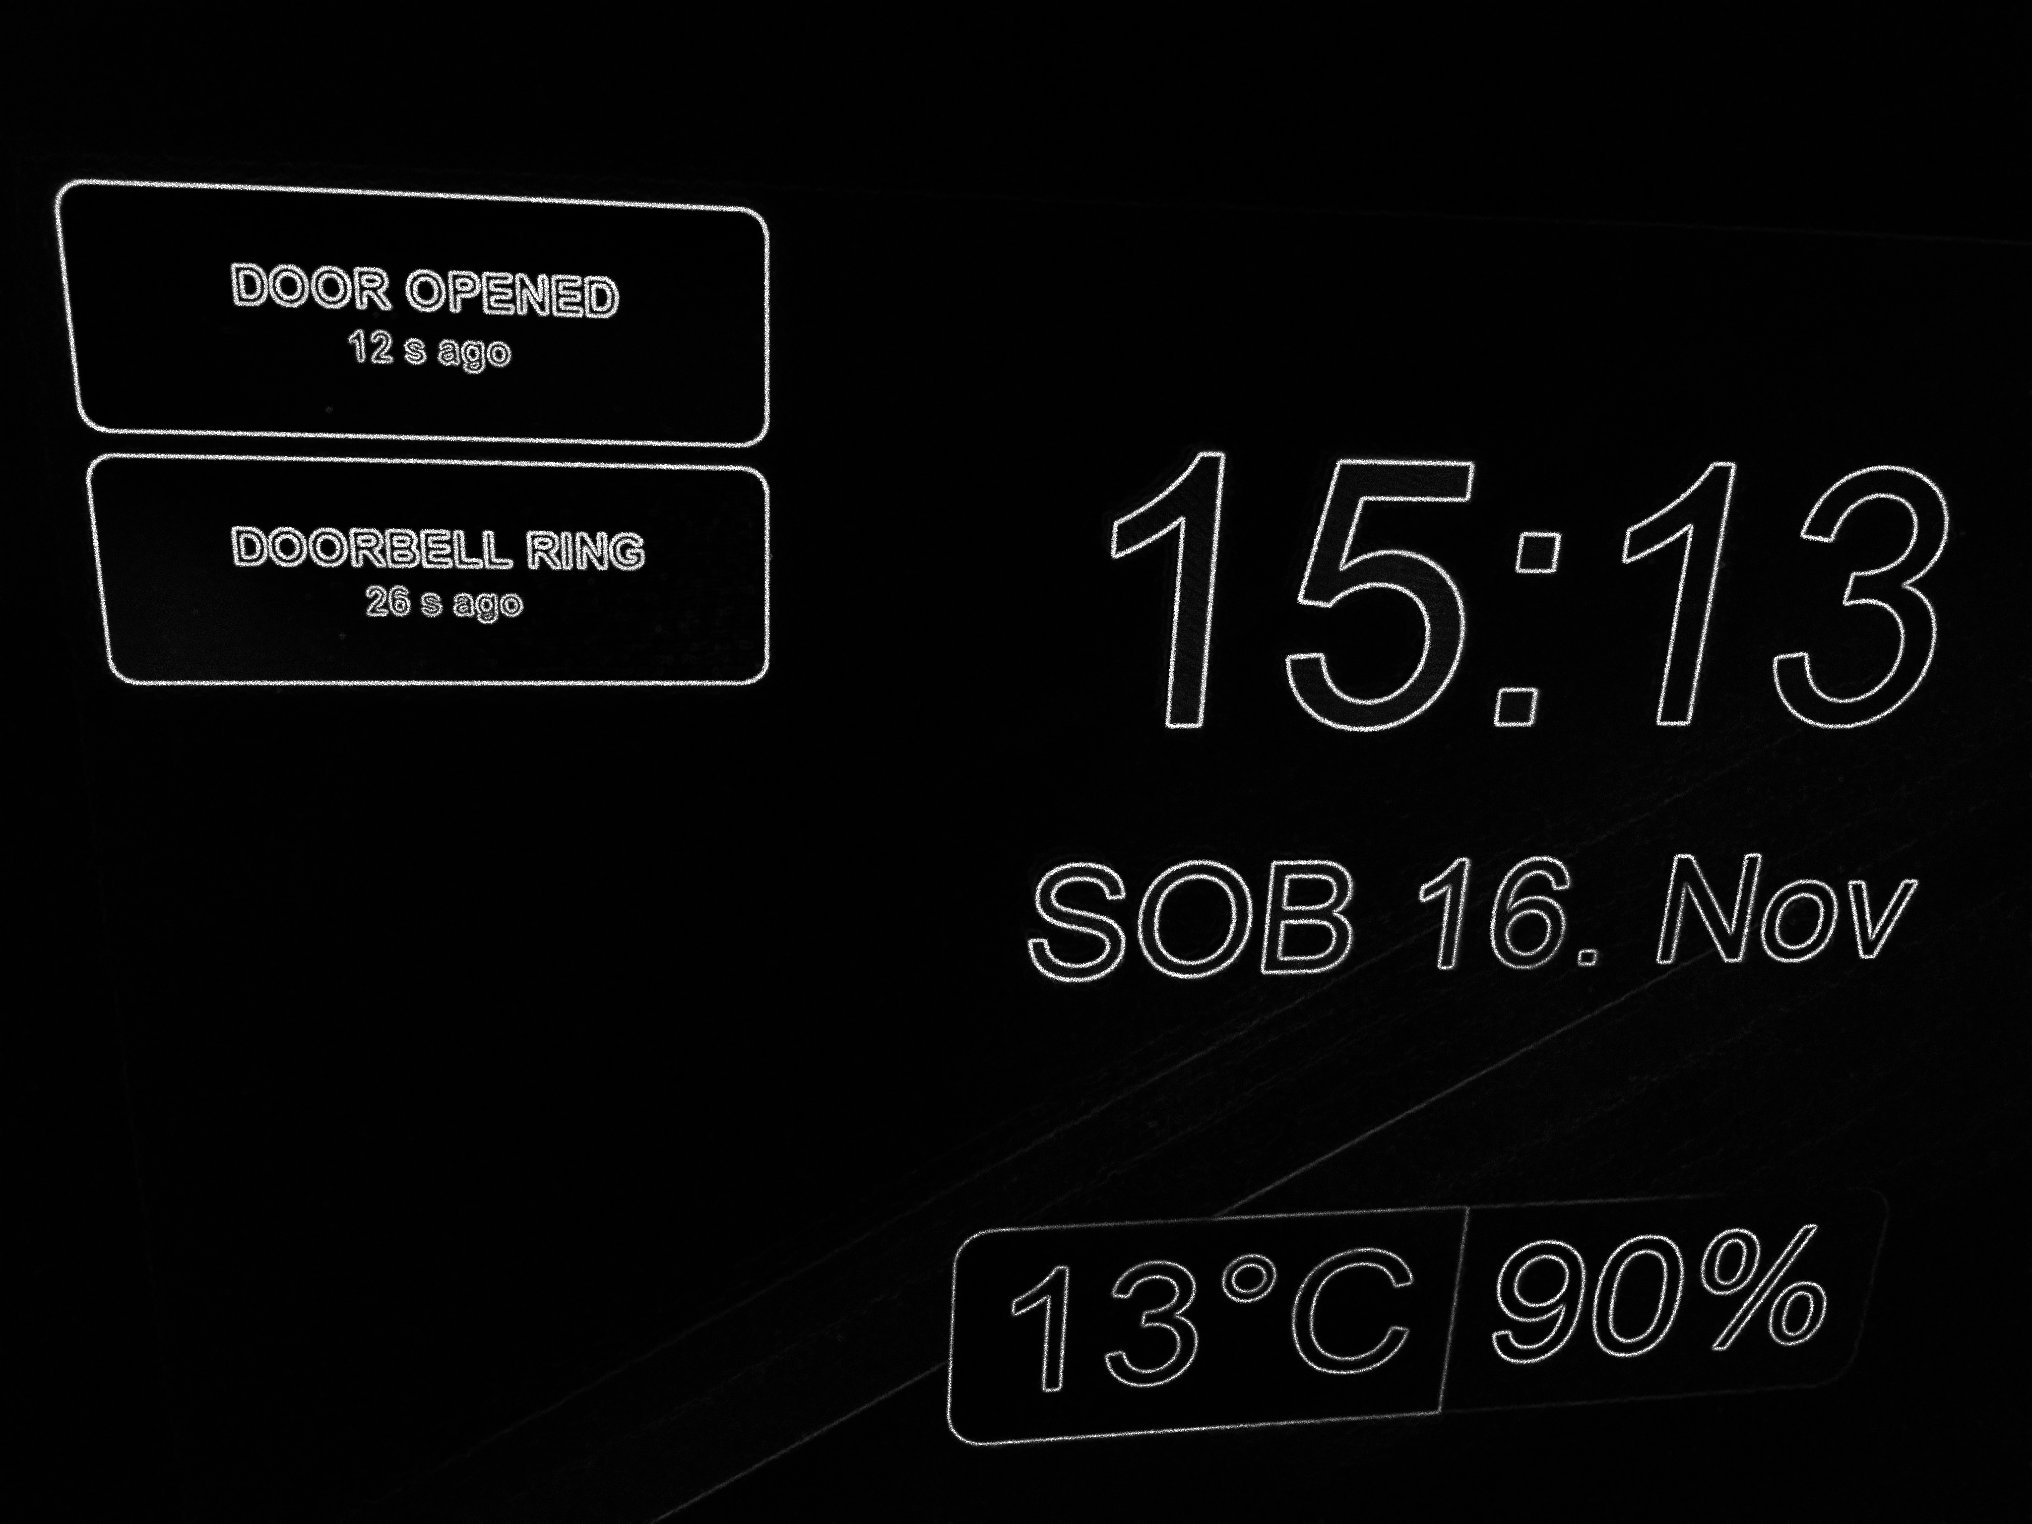 DOOR OPENED
12 s ago
DOORBELL RING
26 s ago
15:13
SOB 16. Nov
13°C 90%